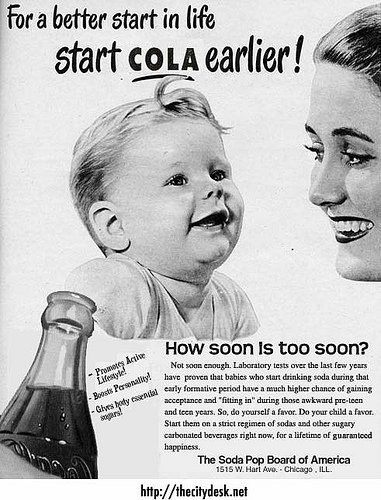 For a better start in life
start COLA earlier!
- Promotes Active
Lifestyle!
- Boosts Personality!
- Gives body essential
sugars!
How soon is too soon?
Not soon enough. Laboratory tests over the last few years
have proven that babies who start drinking soda during that
early formative period have a much higher chance of gaining
acceptance and "fitting in" during those awkward pre-teen
and teen years. So, do yourself a favor. Do your child a favor.
Start them on a strict regimen of sodas and other sugary
carbonated beverages right now, for a lifetime of guaranteed
happiness.
The Soda Pop Board of America
1515 W. Hart Ave. - Chicago, ILL.
http://thecitydesk.net